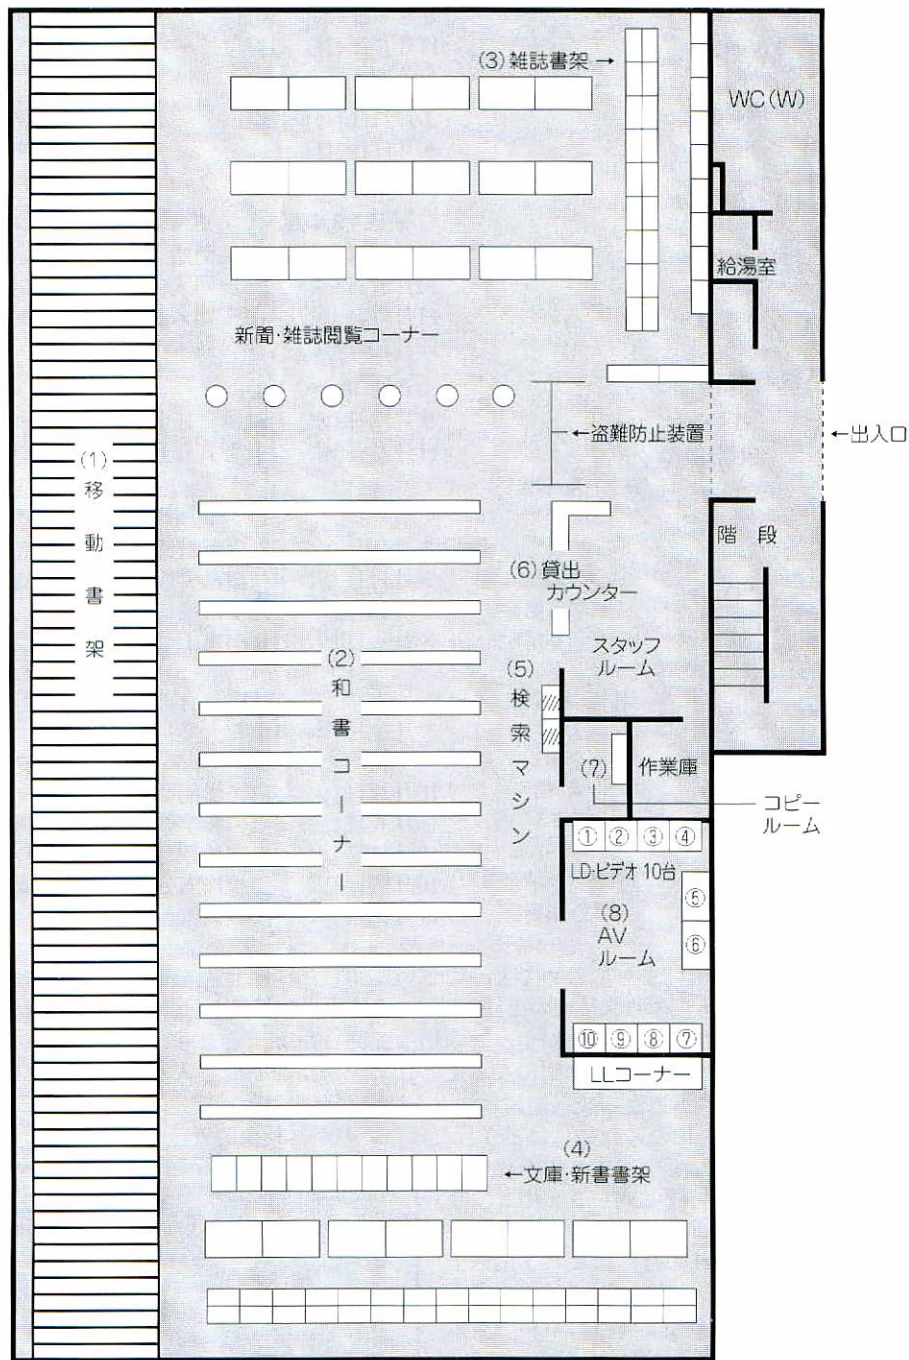 (3)雑誌書架→
WC(W)
給湯室
新聞・雑誌閲覧コーナー
←盗難防止装置
←出入口
(1)
移動書架
階段
(6)貸出
カウンター
スタッフ
ルーム
(2)
和書コーナー
(5)
検索マシン
(7)
作業庫
コピー
ルーム
① ② ③ ④
LD・ビデオ10台
⑤
(8)
AV
ルーム
⑥
⑩ ⑨ ⑧ ⑦
LLコーナー
(4)
←文庫・新書書架